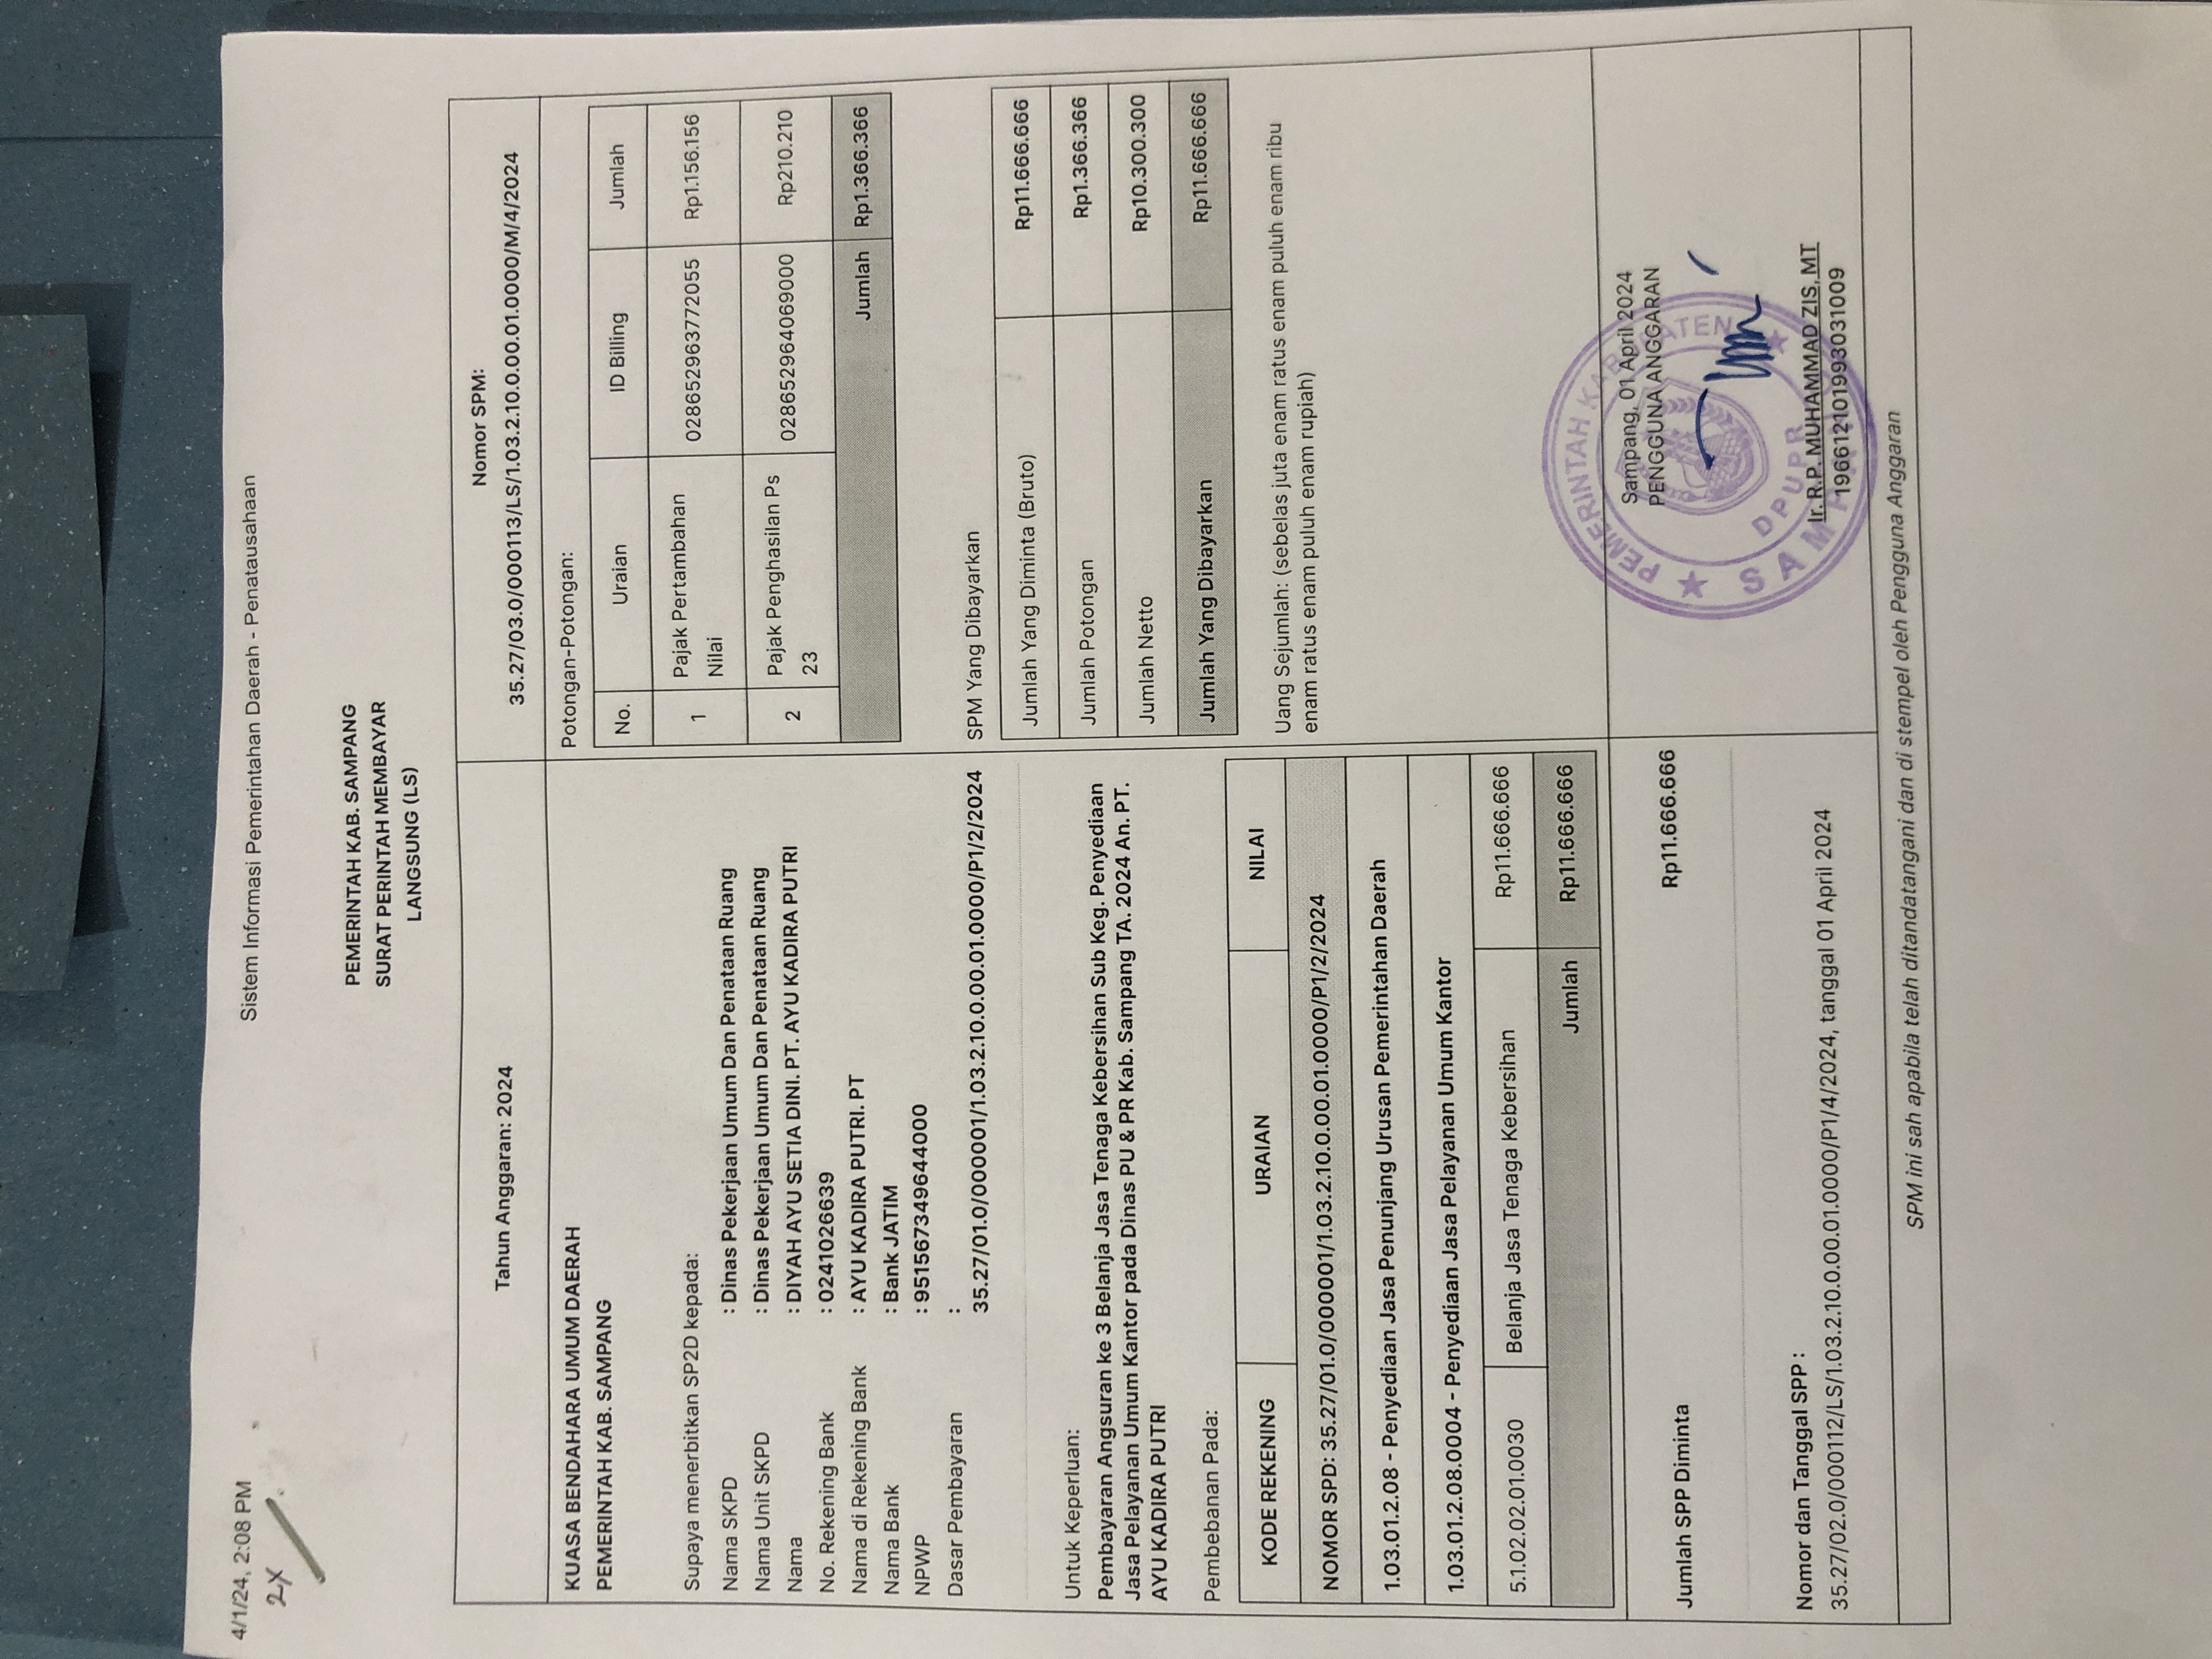 4/1/24, 2:08 PM
Sistem Informasi Pemerintahan Daerah - Penatausahaan
2x
PEMERINTAH KAB. SAMPANG
SURAT PERINTAH MEMBAYAR
LANGSUNG (LS)
Tahun Anggaran: 2024
Nomor SPM:
35.27/03.0/000113/LS/1.03.2.10.0.00.01.0000/M/4/2024
KUASA BENDAHARA UMUM DAERAH
PEMERINTAH KAB. SAMPANG
Supaya menerbitkan SP2D kepada:
Nama SKPD : Dinas Pekerjaan Umum Dan Penataan Ruang
Nama Unit SKPD : Dinas Pekerjaan Umum Dan Penataan Ruang
Nama : DIYAH AYU SETIA DINI. PT. AYU KADIRA PUTRI
No. Rekening Bank : 0241026639
Nama di Rekening Bank : AYU KADIRA PUTRI. PT
Nama Bank : Bank JATIM
NPWP : 951567349644000
Dasar Pembayaran :
35.27/01.0/000001/1.03.2.10.0.00.01.0000/P1/2/2024
Untuk Keperluan:
Pembayaran Angsuran ke 3 Belanja Jasa Tenaga Kebersihan Sub Keg. Penyediaan
Jasa Pelayanan Umum Kantor pada Dinas PU & PR Kab. Sampang TA. 2024 An. PT.
AYU KADIRA PUTRI
Pembebanan Pada:
KODE REKENING URAIAN NILAI
NOMOR SPD: 35.27/01.0/000001/1.03.2.10.0.00.01.0000/P1/2/2024
1.03.01.2.08 - Penyediaan Jasa Penunjang Urusan Pemerintahan Daerah
1.03.01.2.08.0004 - Penyediaan Jasa Pelayanan Umum Kantor
5.1.02.02.01.0030 Belanja Jasa Tenaga Kebersihan Rp11.666.666
Jumlah Rp11.666.666
Potongan-Potongan:
No. Uraian ID Billing Jumlah
1 Pajak Pertambahan Nilai 028652963772055 Rp1.156.156
2 Pajak Penghasilan Ps 23 028652964069000 Rp210.210
Jumlah Rp1.366.366
SPM Yang Dibayarkan
Jumlah Yang Diminta (Bruto) Rp11.666.666
Jumlah Potongan Rp1.366.366
Jumlah Netto Rp10.300.300
Jumlah Yang Dibayarkan Rp11.666.666
Uang Sejumlah: (sebelas juta enam ratus enam puluh enam ribu
enam ratus enam puluh enam rupiah)
Jumlah SPP Diminta Rp11.666.666
Nomor dan Tanggal SPP :
35.27/02.0/000112/LS/1.03.2.10.0.00.01.0000/P1/4/2024, tanggal 01 April 2024
Sampang, 01 April 2024
PENGGUNA ANGGARAN
PEMERINTAH KABUPATEN
DPUPR
SAMPANG
Ir. R.P. MUHAMMAD ZIS, MT
196612101993031009
SPM ini sah apabila telah ditandatangani dan di stempel oleh Pengguna Anggaran